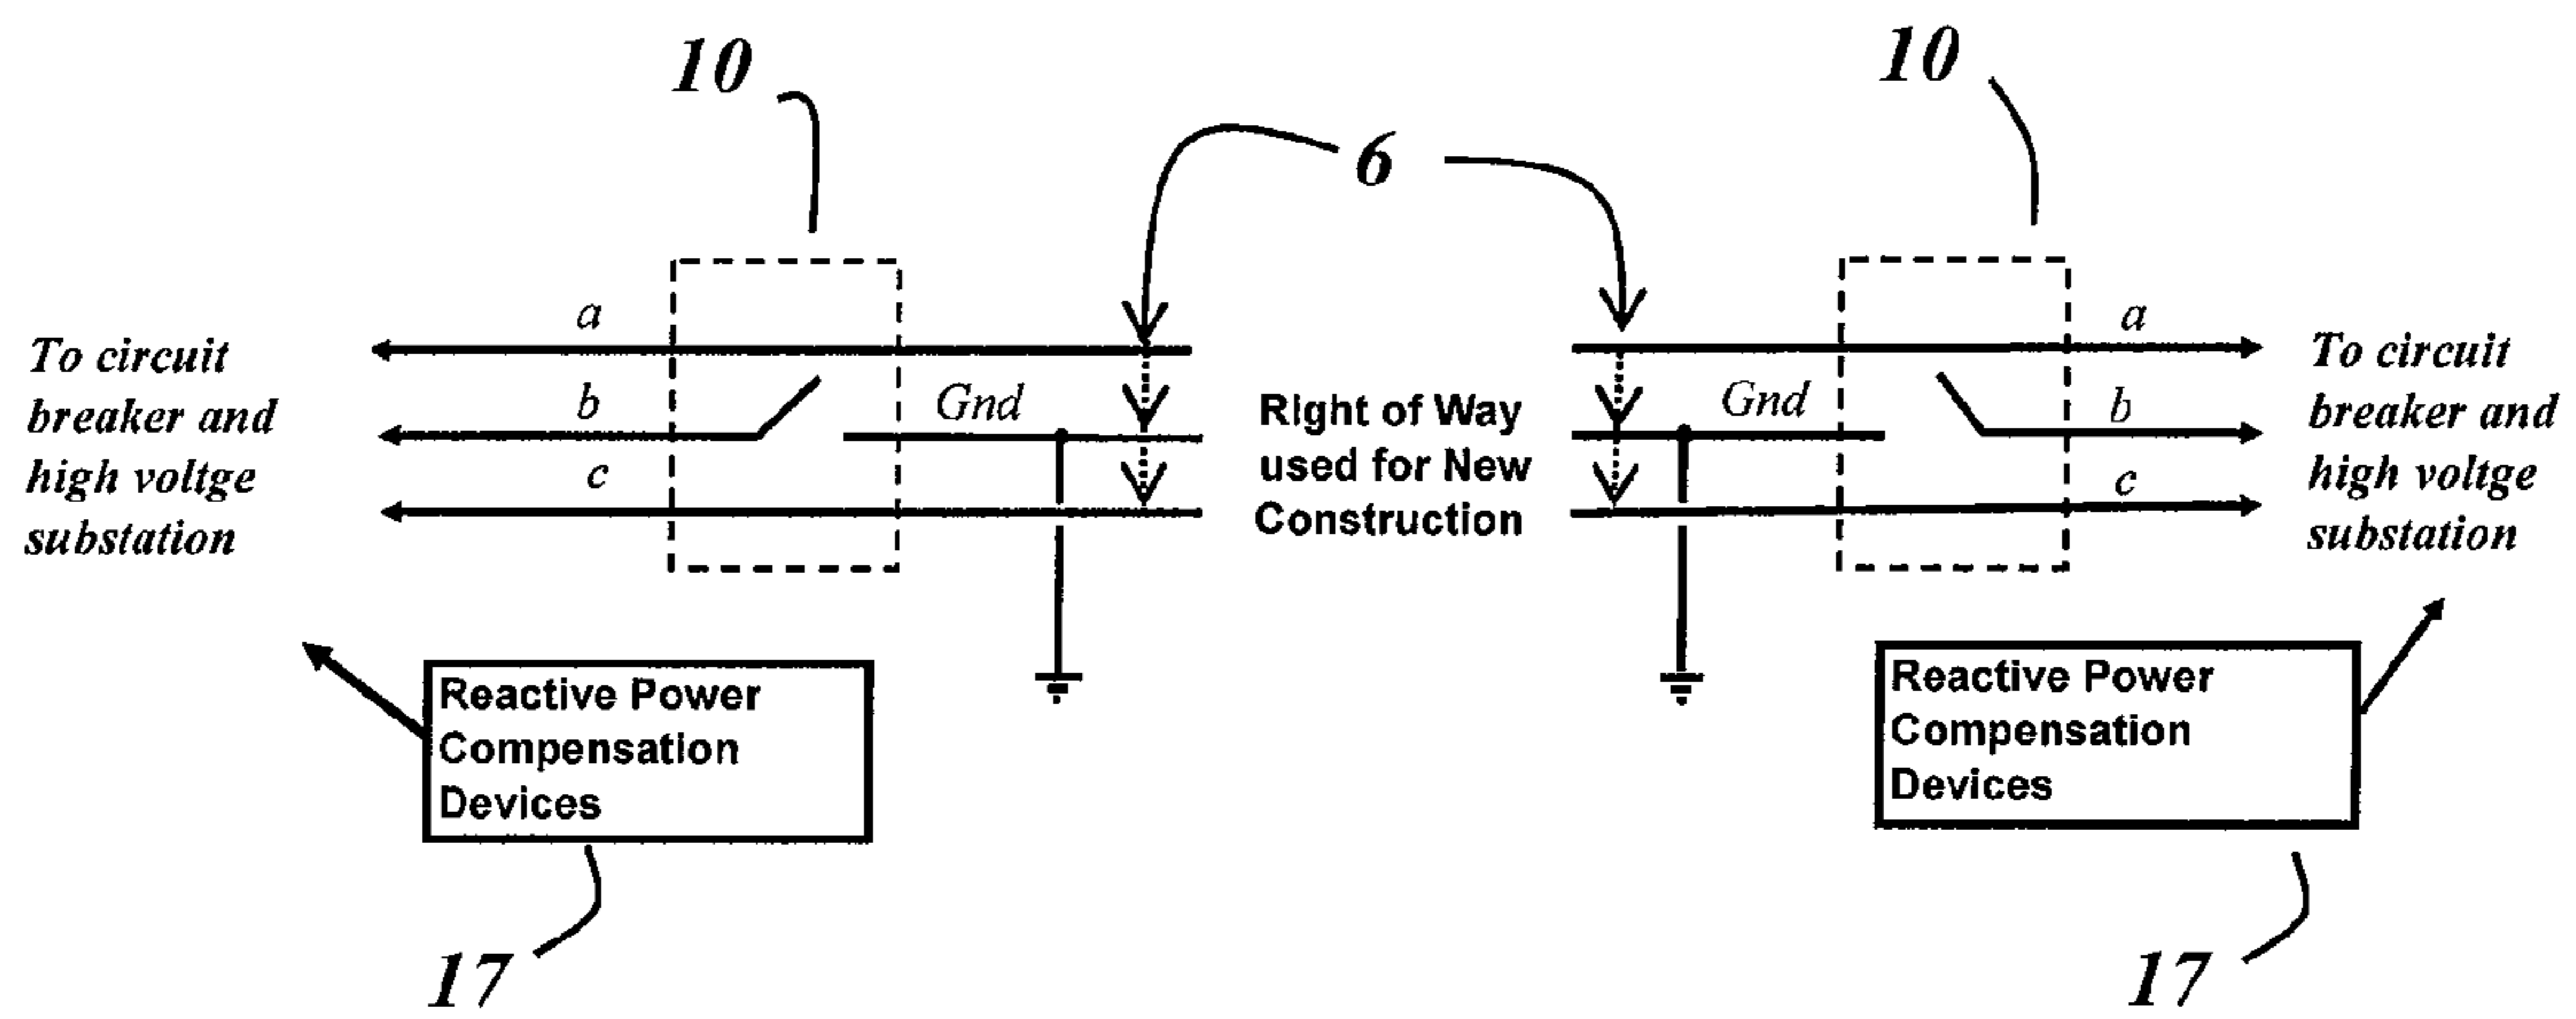 10
10
6
a
a
To circuit
breaker and
high voltge
substation
b
Gnd
c
Right of Way
used for New
Construction
Gnd
b
c
To circuit
breaker and
high voltge
substation
Reactive Power
Compensation
Devices
Reactive Power
Compensation
Devices
17
17